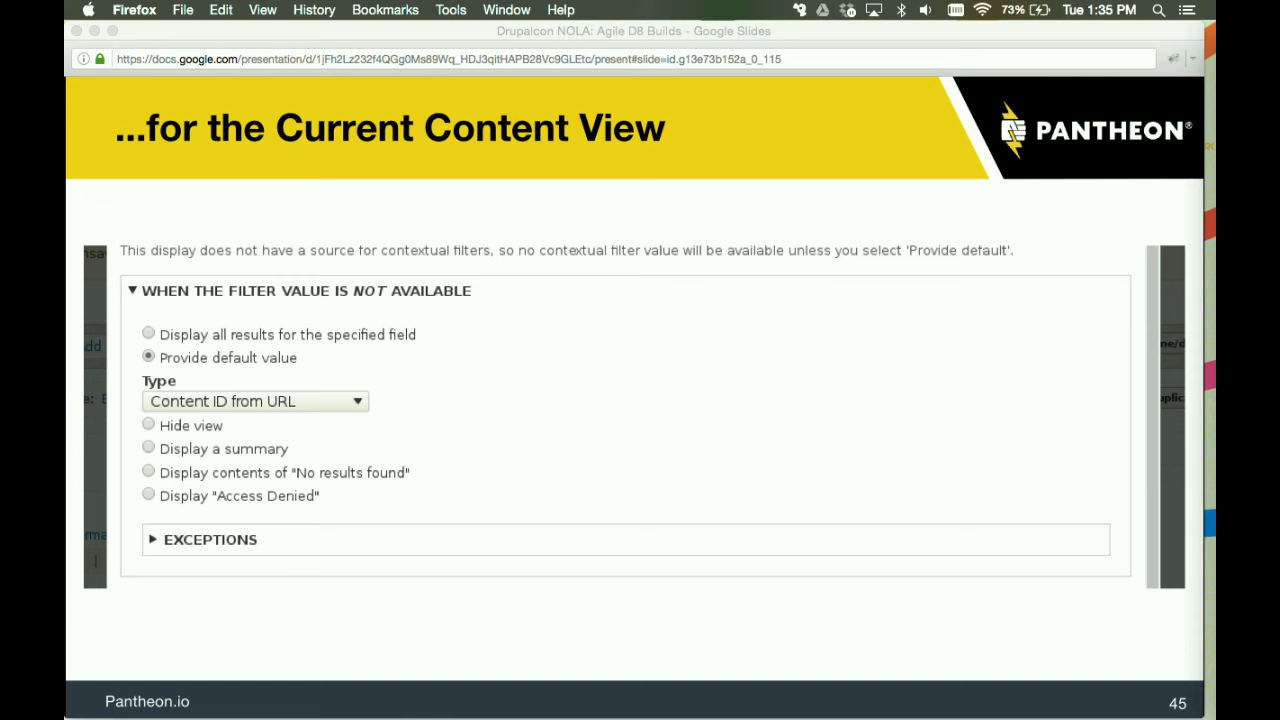 Firefox File Edit View History Bookmarks Tools Window Help 73% Tue 1:35 PM
Drupalcon NOLA: Agile D8 Builds - Google Slides
https://docs.google.com/presentation/d/1jFh2Lz232f4QGg0Ms89Wq_HDJ3qitHAPB28Vc9GLEtc/present#slide=id.g13e73b152a_0_115
...for the Current Content View
PANTHEON®
This display does not have a source for contextual filters, so no contextual filter value will be available unless you select 'Provide default'.
WHEN THE FILTER VALUE IS NOT AVAILABLE
Display all results for the specified field
Provide default value
Type
Content ID from URL
Hide view
Display a summary
Display contents of "No results found"
Display "Access Denied"
EXCEPTIONS
Pantheon.io
45